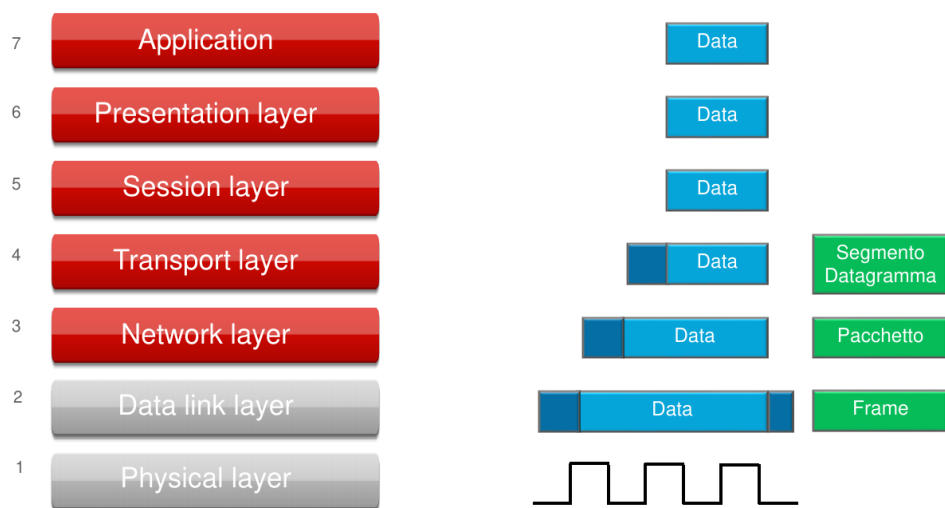 7 Application Data
6 Presentation layer Data
5 Session layer Data
4 Transport layer Data Segmento
Datagramma
3 Network layer Data Pacchetto
2 Data link layer Data Frame
1 Physical layer